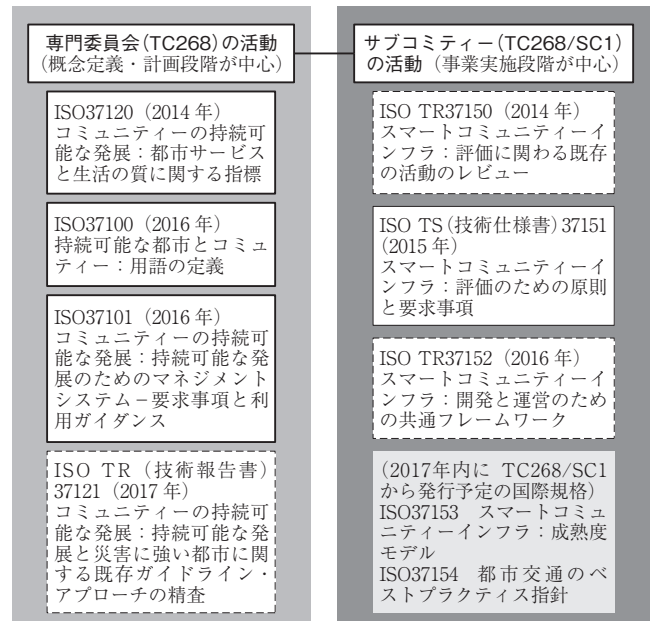 専門委員会(TC268)の活動
(概念定義・計画段階が中心)
ISO37120(2014年)
コミュニティーの持続可
能な発展:都市サービス
と生活の質に関する指標
ISO37100(2016年)
持続可能な都市とコミュ
ニティー:用語の定義
ISO37101(2016年)
コミュニティーの持続可
能な発展:持続可能な発
展のためのマネジメント
システム−要求事項と利
用ガイダンス
ISO TR(技術報告書)
37121(2017年)
コミュニティーの持続可
能な発展:持続可能な発
展と災害に強い都市に関
する既存ガイドライン・
アプローチの精査
サブコミティー(TC268/SC1)
の活動(事業実施段階が中心)
ISO TR37150(2014年)
スマートコミュニティーイ
ンフラ:評価に関わる既存
の活動のレビュー
ISO TS(技術仕様書)37151
(2015年)
スマートコミュニティーイ
ンフラ:評価のための原則
と要求事項
ISO TR37152(2016年)
スマートコミュニティーイ
ンフラ:開発と運営のため
の共通フレームワーク
(2017年内に TC268/SC1
から発行予定の国際規格)
ISO37153 スマートコミュ
ニティーインフラ:成熟度
モデル
ISO37154 都市交通のベ
ストプラクティス指針